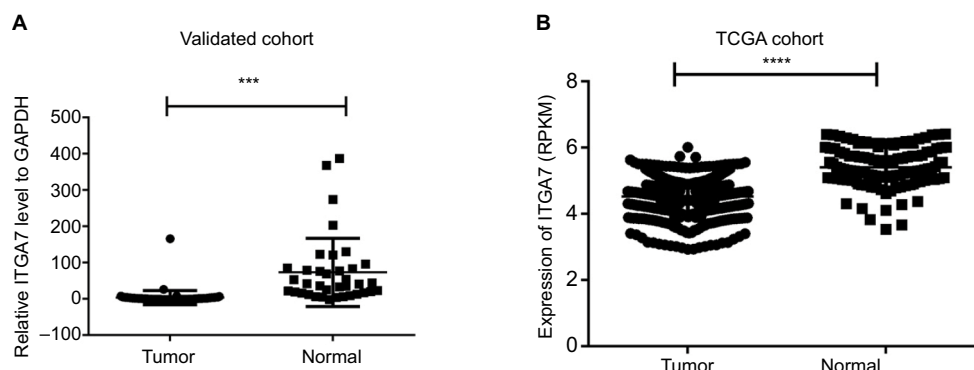 A
Validated cohort
***
Relative ITGA7 level to GAPDH
500
400
300
200
100
0
–100
Tumor
Normal
B
TCGA cohort
****
Expression of ITGA7 (RPKM)
8
6
4
2
0
Tumor
Normal